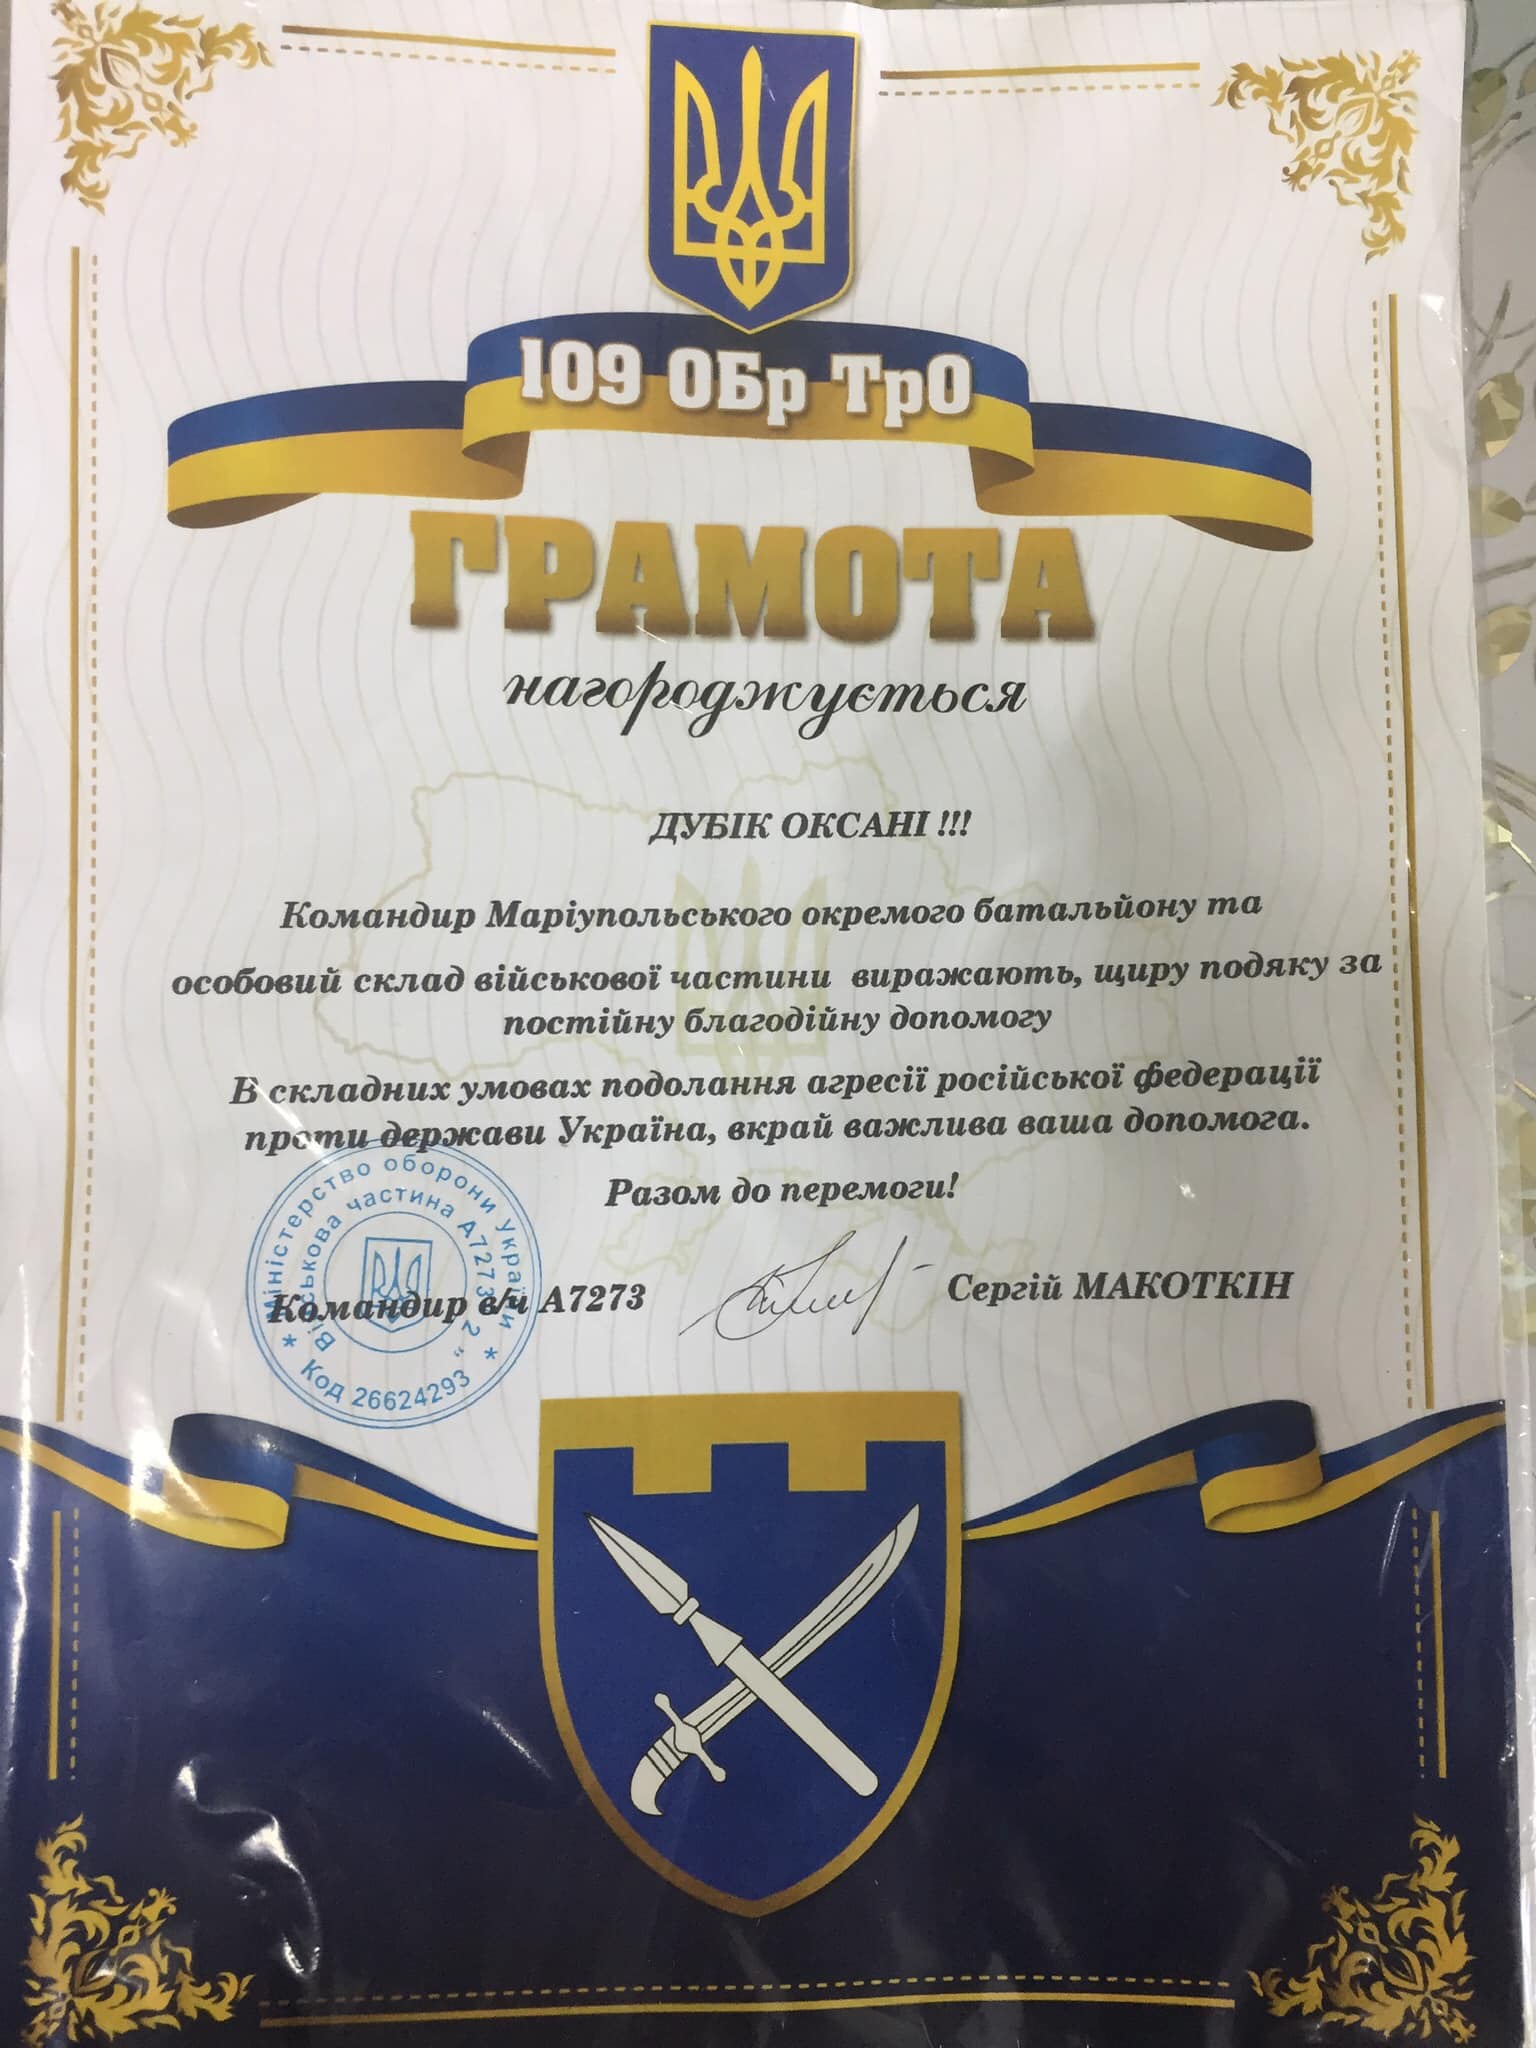 109 ОБр ТрО
ГРАМОТА
нагороджується
ДУБІК ОКСАНІ !!!
Командир Маріупольського окремого батальйону та
особовий склад військової частини виражають, щиру подяку за
постійну благодійну допомогу
В складних умовах подолання агресії російської федерації
проти держави Україна, вкрай важлива ваша допомога.
Разом до перемоги!
Командир в/ч А7273
Сергій МАКОТКІН
Міністерство оборони України
Військова частина А7273
* Код 26624293 *